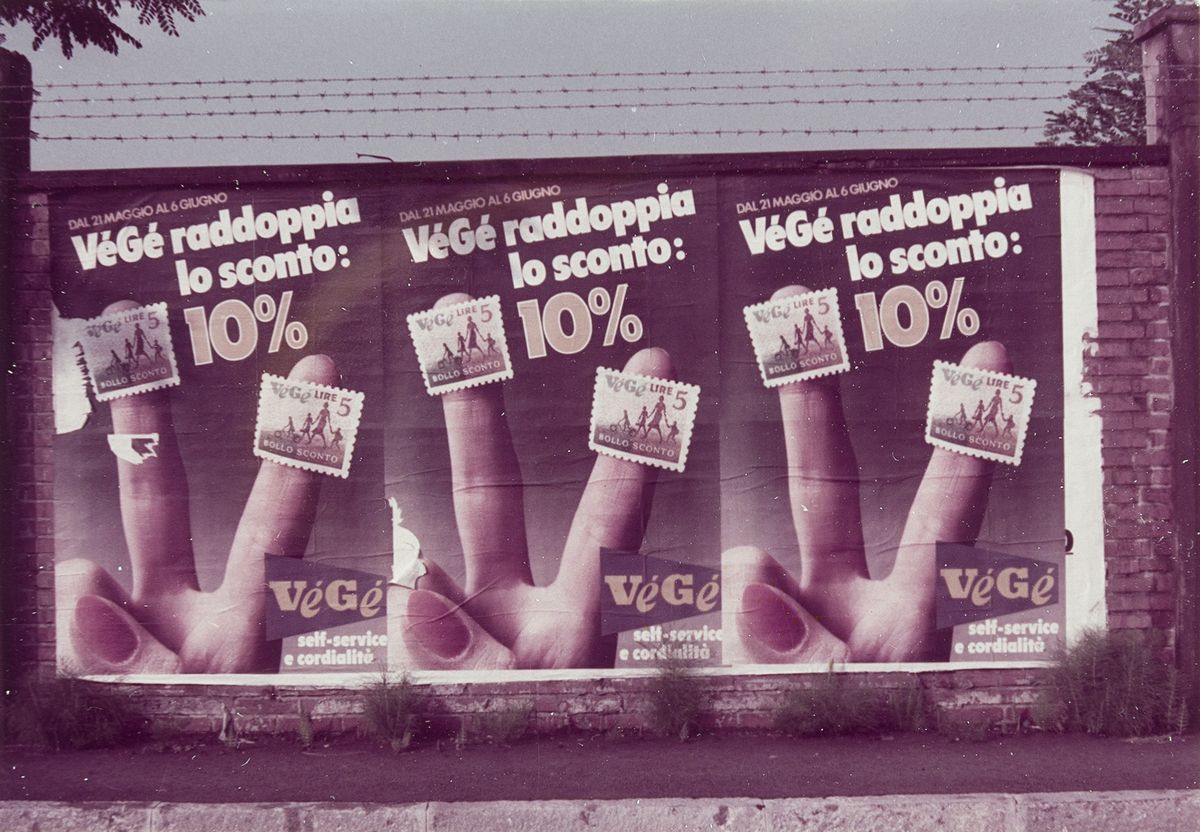 DAL 21 MAGGIO AL 6 GIUGNO
VéGé raddoppia
lo sconto:
10%
VéGé LIRE 5
BOLLO SCONTO
VéGé LIRE 5
BOLLO SCONTO
VéGé
self-service
e cordialità
DAL 21 MAGGIO AL 6 GIUGNO
VéGé raddoppia
lo sconto:
10%
VéGé LIRE 5
BOLLO SCONTO
VéGé LIRE 5
BOLLO SCONTO
VéGé
self-service
e cordialità
DAL 21 MAGGIO AL 6 GIUGNO
VéGé raddoppia
lo sconto:
10%
VéGé LIRE 5
BOLLO SCONTO
VéGé LIRE 5
BOLLO SCONTO
VéGé
self-service
e cordialità